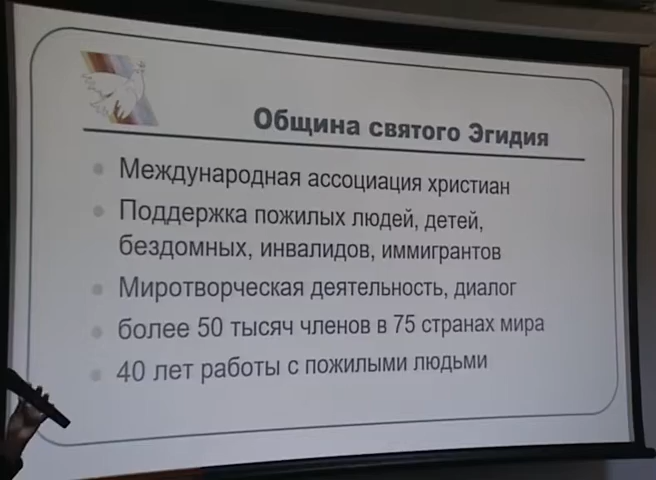 Община святого Эгидия
Международная ассоциация христиан
Поддержка пожилых людей, детей,
бездомных, инвалидов, иммигрантов
Миротворческая деятельность, диалог
более 50 тысяч членов в 75 странах мира
40 лет работы с пожилыми людьми